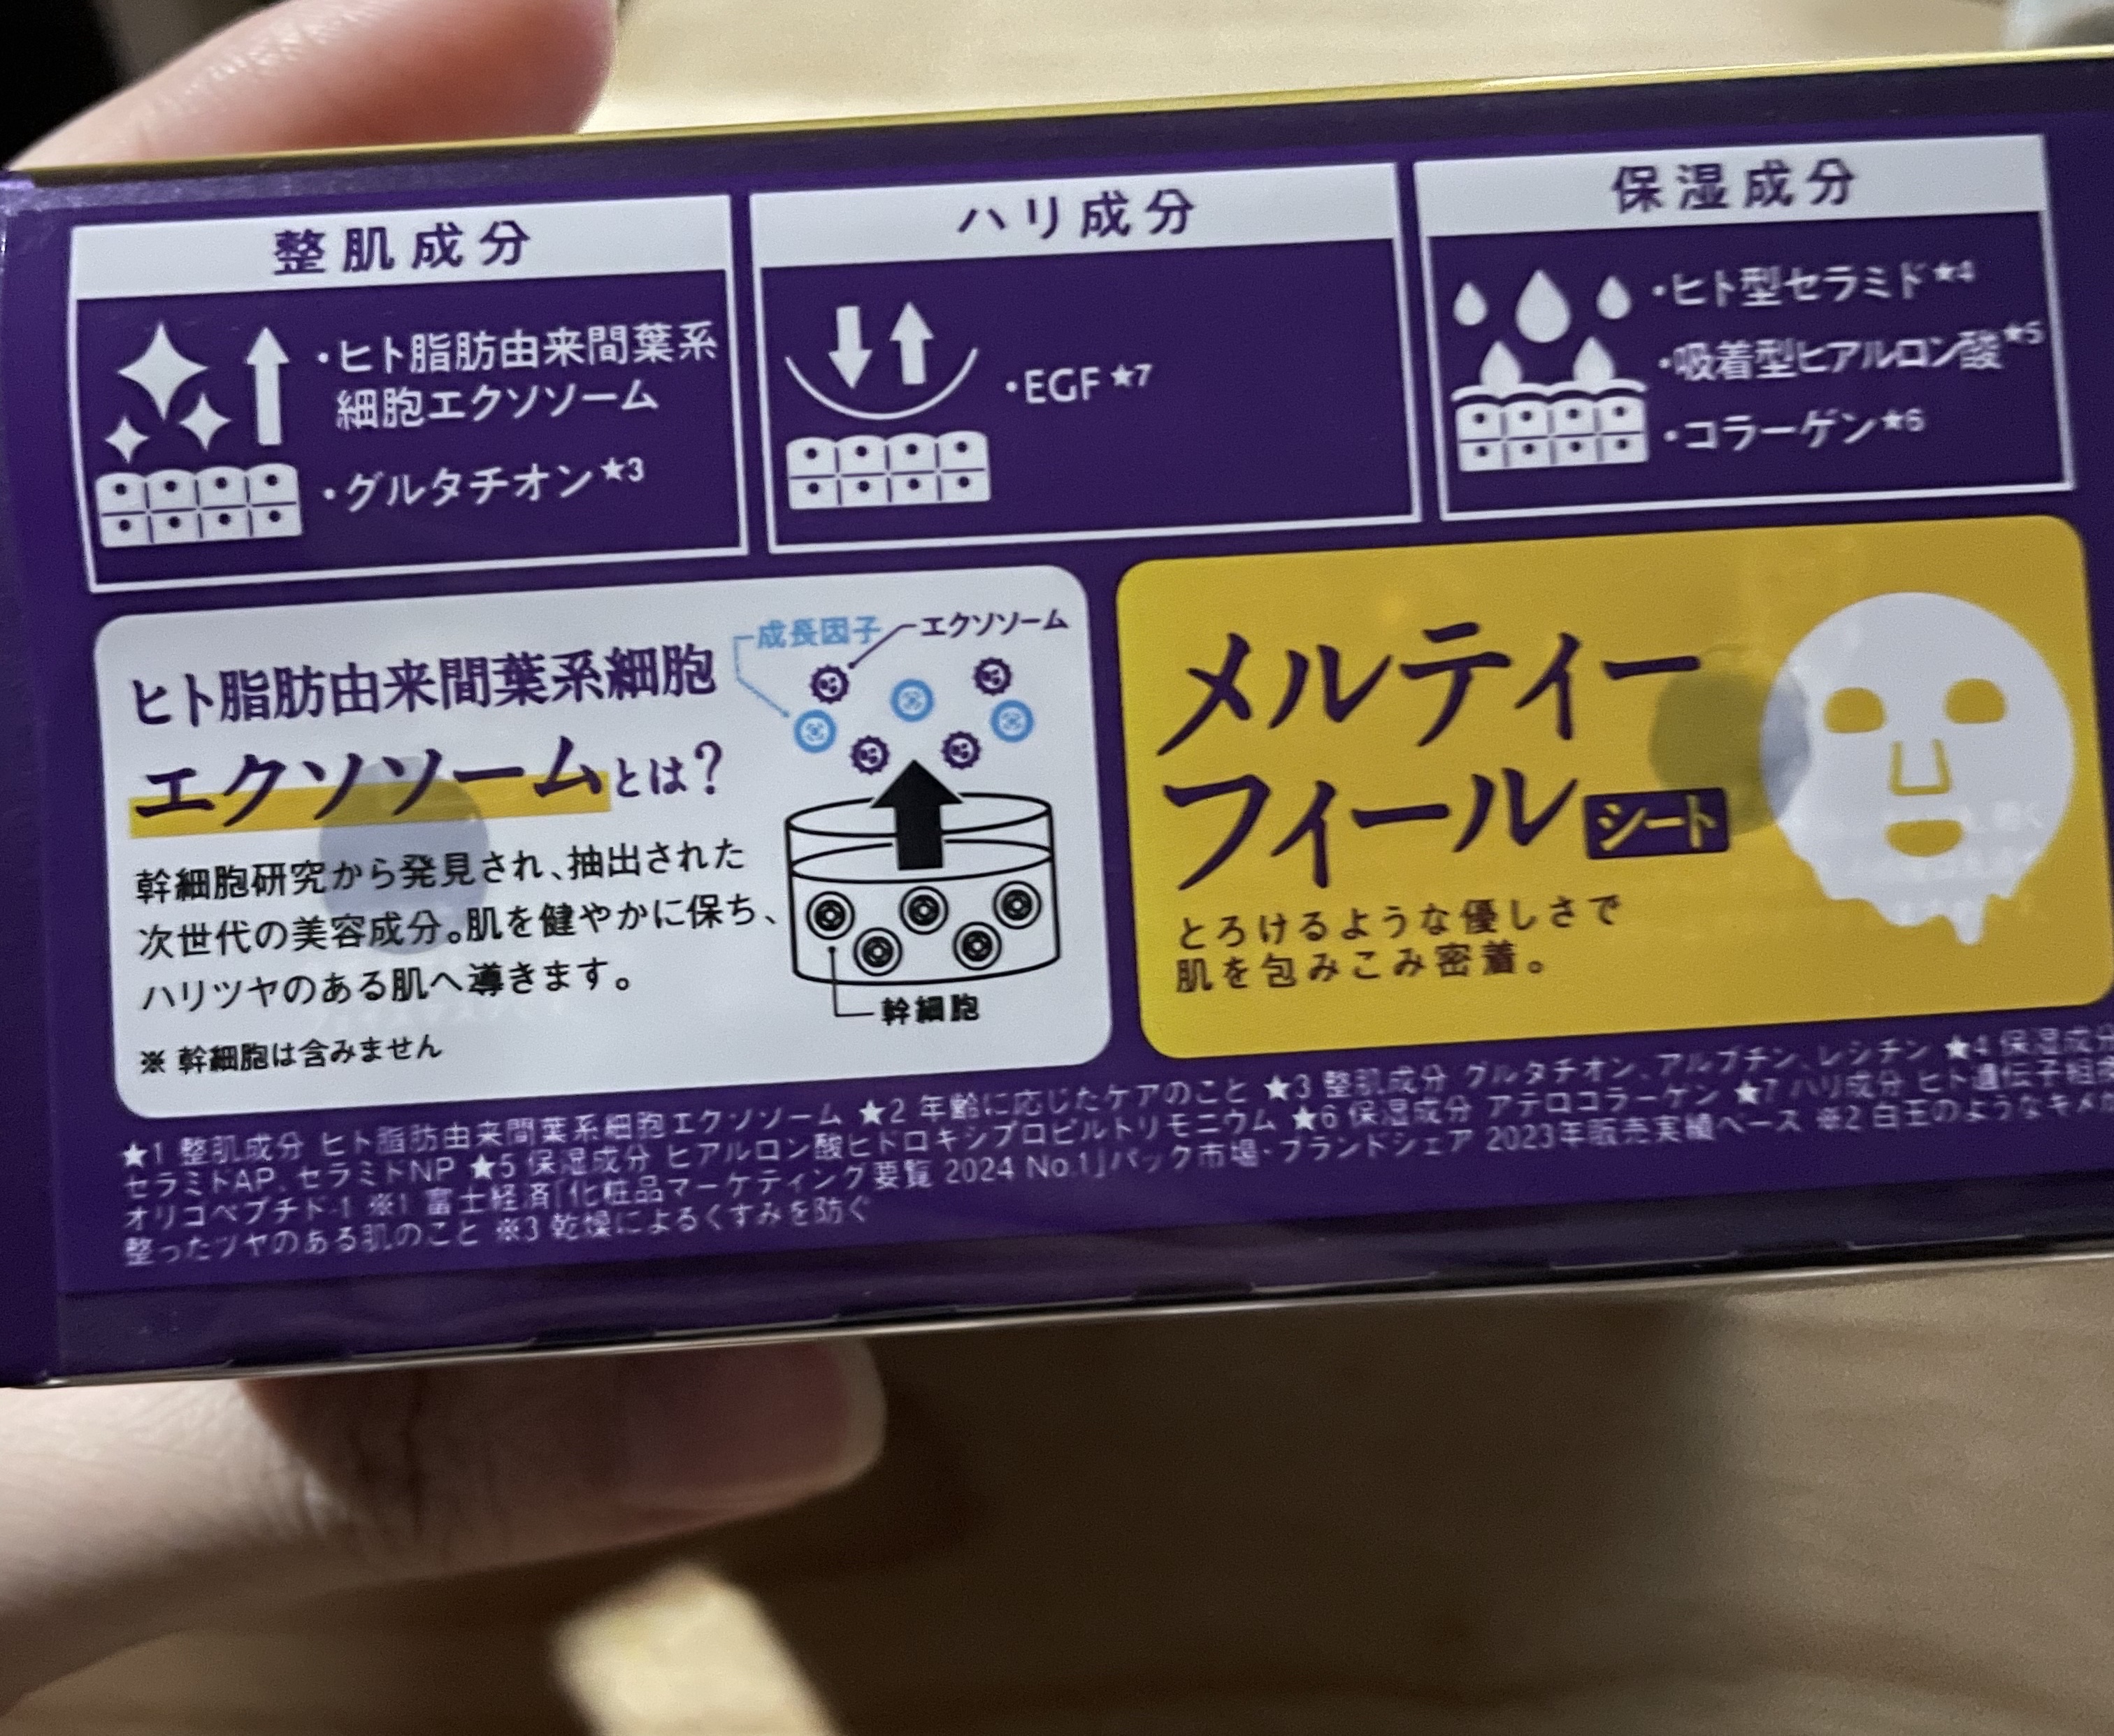 整肌成分
・ヒト脂肪由来間葉系
細胞エクソソーム
・グルタチオン★3
ハリ成分
・EGF★7
保湿成分
・ヒト型セラミド★4
・吸着型ヒアルロン酸★5
・コラーゲン★6
ヒト脂肪由来間葉系細胞
エクソソームとは?
幹細胞研究から発見され、抽出された
次世代の美容成分。肌を健やかに保ち、
ハリツヤのある肌へ導きます。
※ 幹細胞は含みません
成長因子
エクソソーム
幹細胞
メルティー
フィール
シート
とろけるような優しさで
肌を包みこみ密着。
★1 整肌成分 ヒト脂肪由来間葉系細胞エクソソーム ★2 年齢に応じたケアのこと ★3 整肌成分 グルタチオン、アルブチン、レシチン ★4 保湿成分
セラミドAP、セラミドNP ★5 保湿成分 ヒアルロン酸ヒドロキシプロピルトリモニウム ★6 保湿成分 アテロコラーゲン ★7 ハリ成分 ヒト遺伝子組換
オリゴペプチド-1 ※1 富士経済「化粧品マーケティング要覧 2024 No.1」パック市場・ブランドシェア 2023年販売実績ベース ※2 白玉のようなキメが
整ったツヤのある肌のこと ※3 乾燥によるくすみを防ぐ